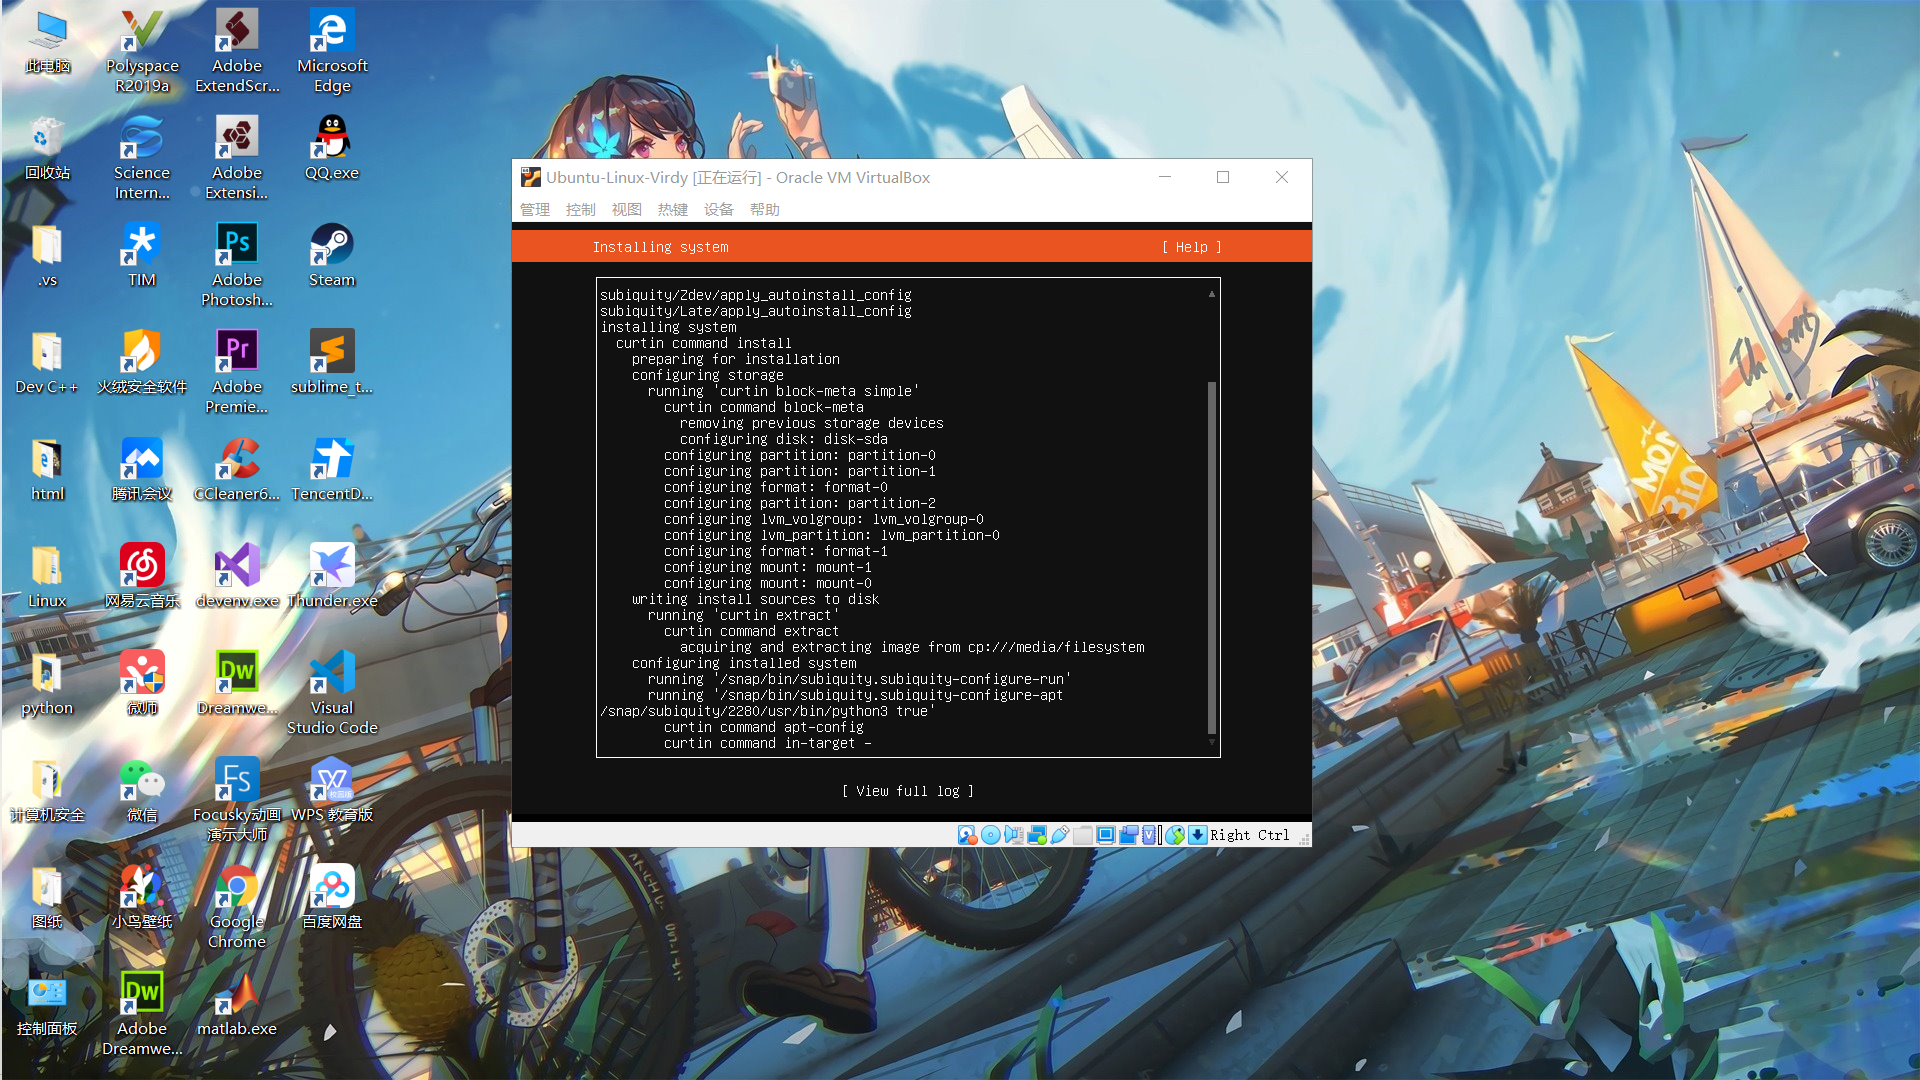 此电脑
Polyspace
R2019a
Adobe
ExtendScr...
Microsoft
Edge
回收站
Science
Intern...
Adobe
Extensi...
QQ.exe
.vs
TIM
Adobe
Photosh...
Steam
Dev C++
火绒安全软件
Adobe
Premie...
sublime_t...
html
腾讯会议
CCleaner6...
TencentD...
Linux
网易云音乐
devenv.exe
Thunder.exe
python
微师
Dreamwe...
Visual
Studio Code
计算机安全
微信
Focusky动画
演示大师
WPS 教育版
图纸
小鸟壁纸
Google
Chrome
百度网盘
控制面板
Adobe
Dreamwe...
matlab.exe
Ubuntu-Linux-Virdy [正在运行] - Oracle VM VirtualBox
管理 控制 视图 热键 设备 帮助
Installing system [ Help ]
subiquity/Zdev/apply_autoinstall_config
subiquity/Late/apply_autoinstall_config
installing system
curtin command install
preparing for installation
configuring storage
running 'curtin block-meta simple'
curtin command block-meta
removing previous storage devices
configuring disk: disk-sda
configuring partition: partition-0
configuring partition: partition-1
configuring format: format-0
configuring partition: partition-2
configuring lvm_volgroup: lvm_volgroup-0
configuring lvm_partition: lvm_partition-0
configuring format: format-1
configuring mount: mount-1
configuring mount: mount-0
writing install sources to disk
running 'curtin extract'
curtin command extract
acquiring and extracting image from cp:///media/filesystem
configuring installed system
running '/snap/bin/subiquity.subiquity-configure-run'
running '/snap/bin/subiquity.subiquity-configure-apt
/snap/subiquity/2280/usr/bin/python3 true'
curtin command apt-config
curtin command in-target -
[ View full log ]
Right Ctrl